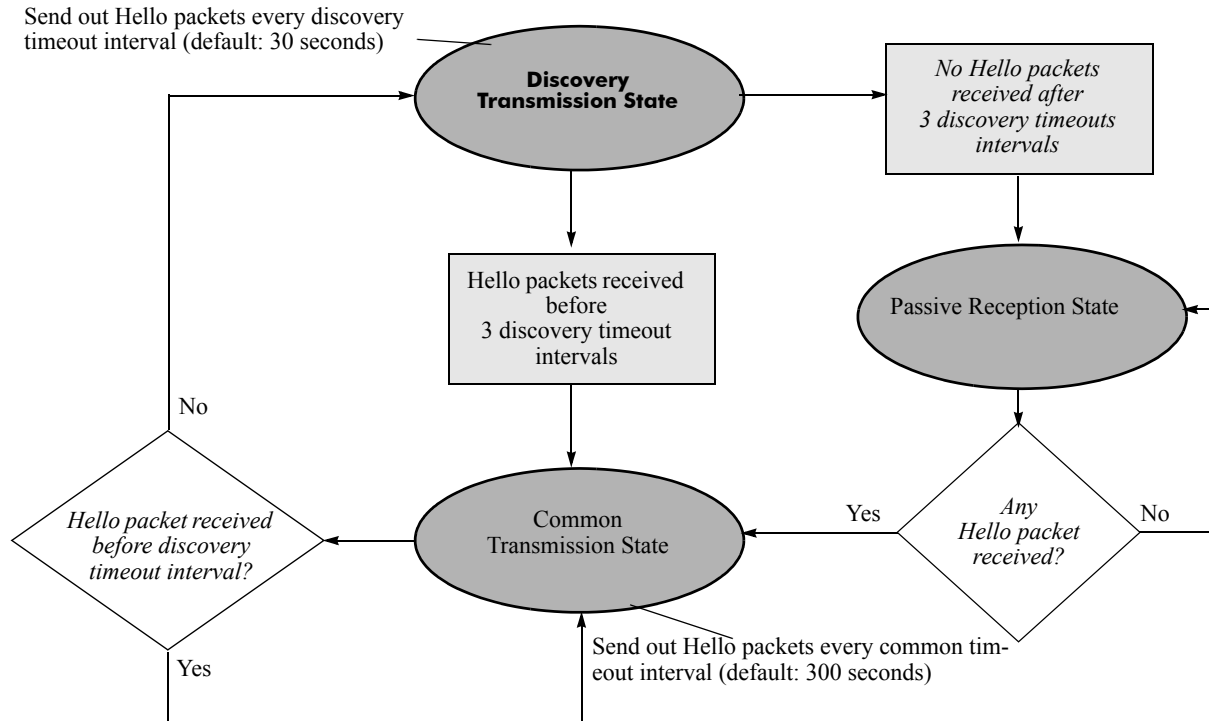 Send out Hello packets every discovery
timeout interval (default: 30 seconds)
Discovery
Transmission State
No Hello packets
received after
3 discovery timeouts
intervals
Hello packets received
before
3 discovery timeout
intervals
Passive Reception State
No
Hello packet received
before discovery
timeout interval?
Common
Transmission State
Yes
Any
Hello packet
received?
No
Yes
Send out Hello packets every common tim-
eout interval (default: 300 seconds)